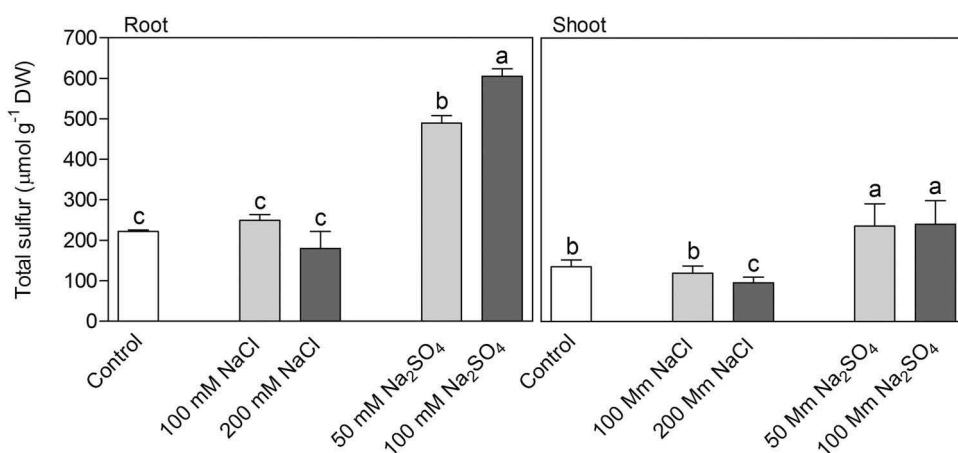 Root
Shoot
Total sulfur (μmol g⁻¹ DW)
700
600
500
400
300
200
100
0
c
c
c
b
a
b
b
c
a
a
Control
100 mM NaCl
200 mM NaCl
50 mM Na₂SO₄
100 mM Na₂SO₄
Control
100 Mm NaCl
200 Mm NaCl
50 Mm Na₂SO₄
100 Mm Na₂SO₄